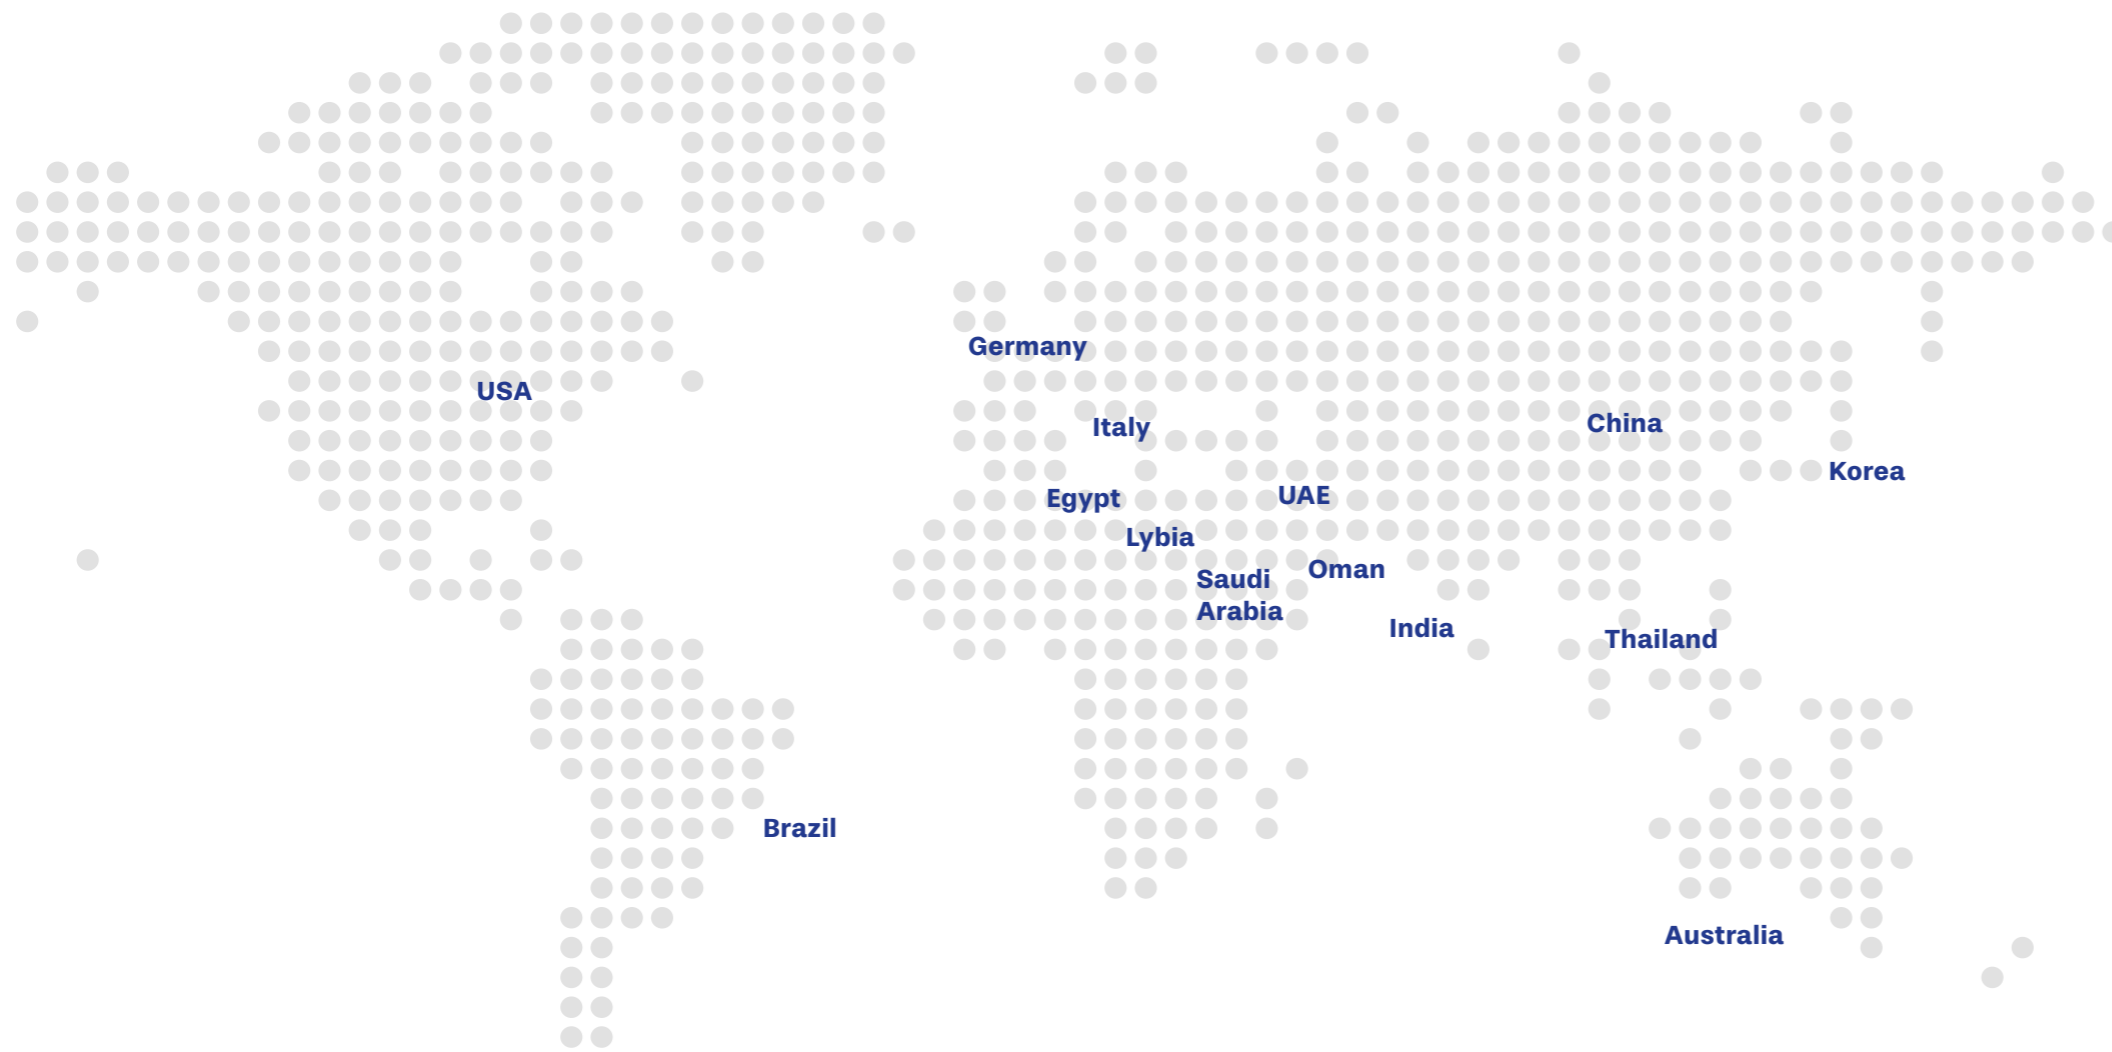 Germany
USA
Italy
China
Korea
Egypt
UAE
Lybia
Oman
Saudi
Arabia
India
Thailand
Brazil
Australia